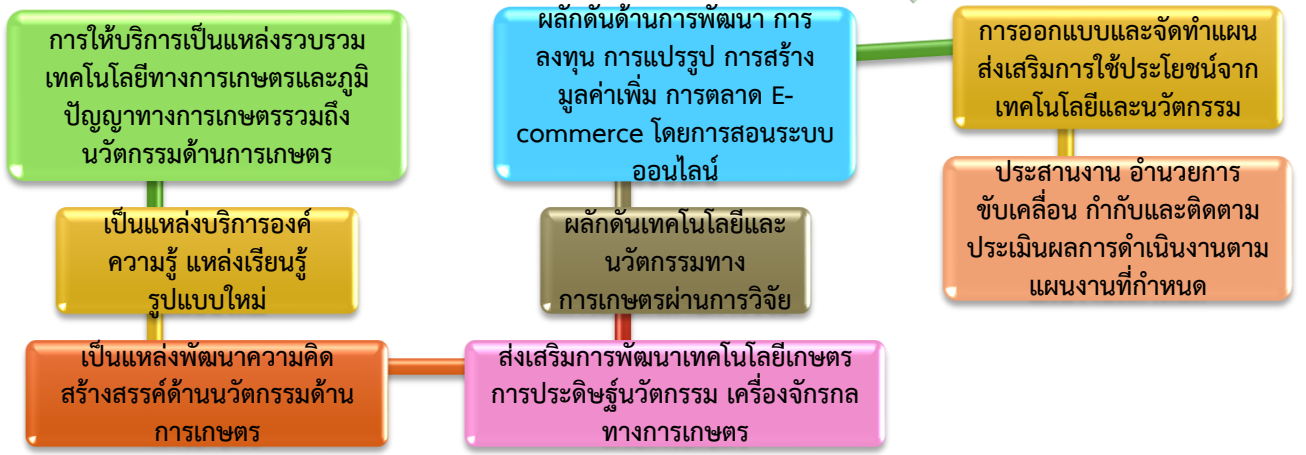 การให้บริการเป็นแหล่งรวบรวม
เทคโนโลยีทางการเกษตรและภูมิ
ปัญญาทางการเกษตรรวมถึง
นวัตกรรมด้านการเกษตร
เป็นแหล่งบริการองค์
ความรู้ แหล่งเรียนรู้
รูปแบบใหม่
เป็นแหล่งพัฒนาความคิด
สร้างสรรค์ด้านนวัตกรรมด้าน
การเกษตร
ส่งเสริมการพัฒนาเทคโนโลยีเกษตร
การประดิษฐ์นวัตกรรม เครื่องจักรกล
ทางการเกษตร
ผลักดันเทคโนโลยีและ
นวัตกรรมทาง
การเกษตรผ่านการวิจัย
ผลักดันด้านการพัฒนา การ
ลงทุน การแปรรูป การสร้าง
มูลค่าเพิ่ม การตลาด E-
commerce โดยการสอนระบบ
ออนไลน์
การออกแบบและจัดทำแผน
ส่งเสริมการใช้ประโยชน์จาก
เทคโนโลยีและนวัตกรรม
ประสานงาน อำนวยการ
ขับเคลื่อน กำกับและติดตาม
ประเมินผลการดำเนินงานตาม
แผนงานที่กำหนด